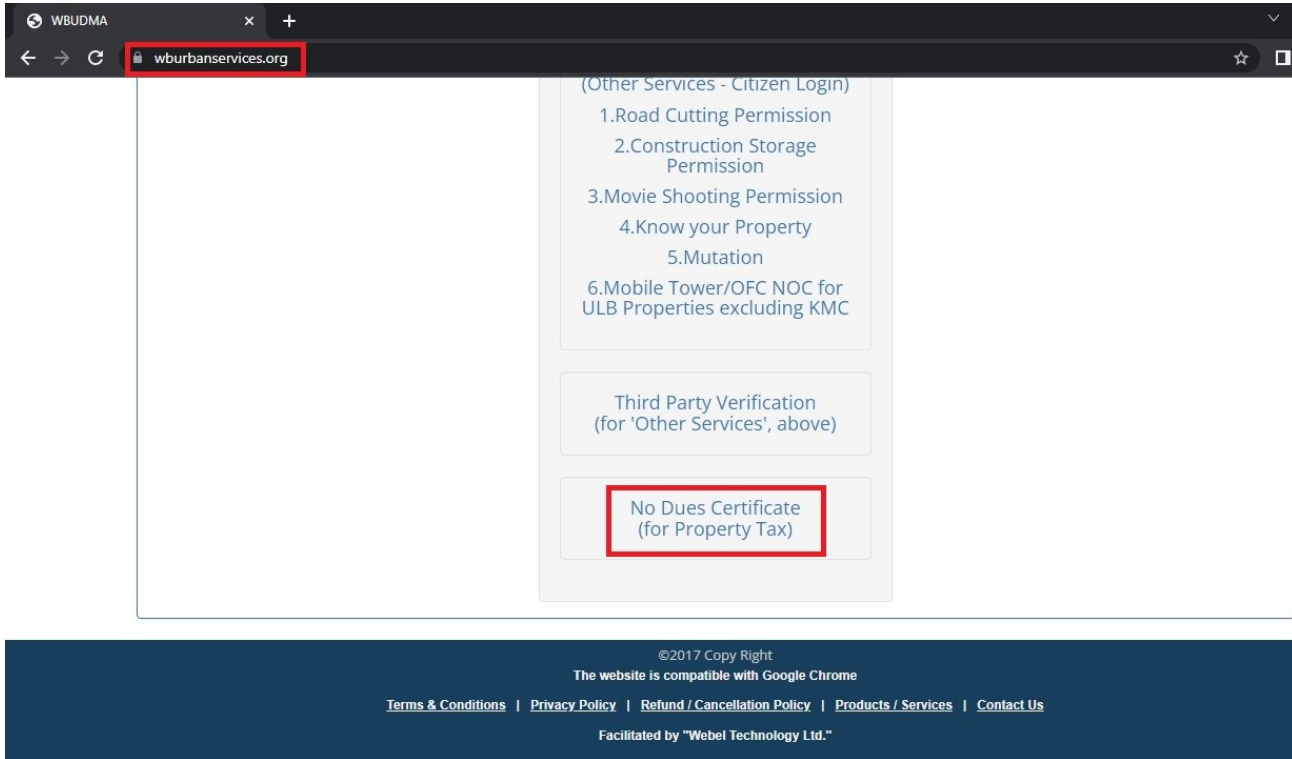 WBUDMA
wburbanservices.org
(Other Services - Citizen Login)
1.Road Cutting Permission
2.Construction Storage
Permission
3.Movie Shooting Permission
4.Know your Property
5.Mutation
6.Mobile Tower/OFC NOC for
ULB Properties excluding KMC
Third Party Verification
(for 'Other Services', above)
No Dues Certificate
(for Property Tax)
©2017 Copy Right
The website is compatible with Google Chrome
Terms & Conditions | Privacy Policy | Refund / Cancellation Policy | Products / Services | Contact Us
Facilitated by "Webel Technology Ltd."